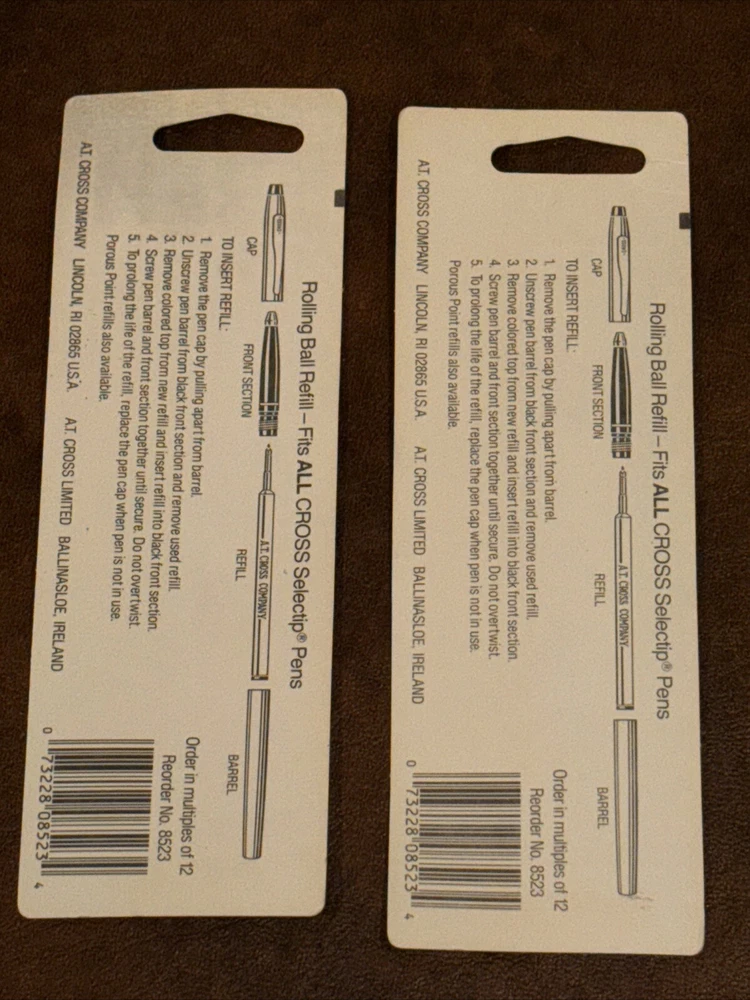 Rolling Ball Refill – Fits ALL CROSS Selectip® Pens
A.T. CROSS COMPANY
CAP
FRONT SECTION
REFILL
BARREL
TO INSERT REFILL:
1. Remove the pen cap by pulling apart from barrel.
2. Unscrew pen barrel from black front section and remove used refill.
3. Remove colored top from new refill and insert refill into black front section.
4. Screw pen barrel and front section together until secure. Do not overtwist.
5. To prolong the life of the refill, replace the pen cap when pen is not in use.
Porous Point refills also available.
Order in multiples of 12
Reorder No. 8523
A.T. CROSS COMPANY LINCOLN, RI 02865 U.S.A. A.T. CROSS LIMITED BALLINASLOE, IRELAND
0 73228 08523 4
Rolling Ball Refill – Fits ALL CROSS Selectip® Pens
A.T. CROSS COMPANY
CAP
FRONT SECTION
REFILL
BARREL
TO INSERT REFILL:
1. Remove the pen cap by pulling apart from barrel.
2. Unscrew pen barrel from black front section and remove used refill.
3. Remove colored top from new refill and insert refill into black front section.
4. Screw pen barrel and front section together until secure. Do not overtwist.
5. To prolong the life of the refill, replace the pen cap when pen is not in use.
Porous Point refills also available.
Order in multiples of 12
Reorder No. 8523
A.T. CROSS COMPANY LINCOLN, RI 02865 U.S.A. A.T. CROSS LIMITED BALLINASLOE, IRELAND
0 73228 08523 4